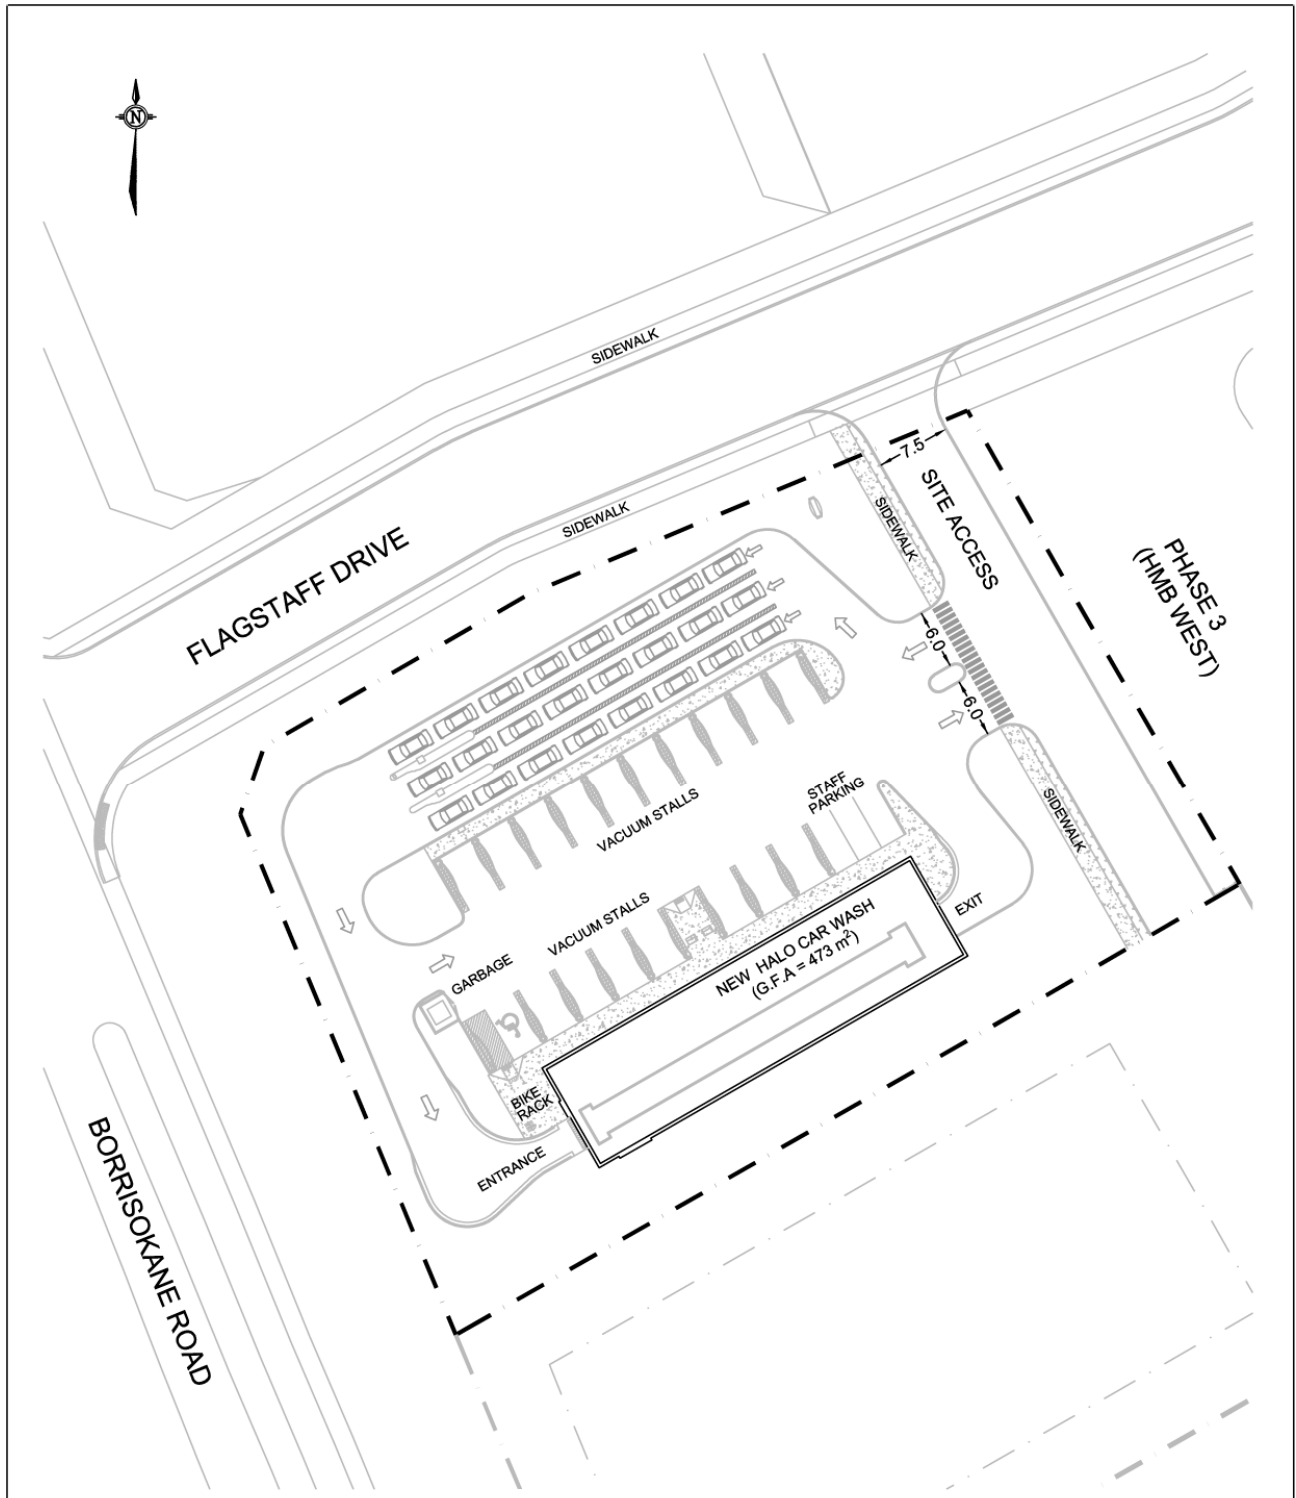 N
SIDEWALK
7.5
SITE ACCESS
SIDEWALK
SIDEWALK
FLAGSTAFF DRIVE
PHASE 3
(HMB WEST)
6.0
6.0
STAFF
PARKING
VACUUM STALLS
SIDEWALK
VACUUM STALLS
EXIT
NEW HALO CAR WASH
(G.F.A = 473 m²)
GARBAGE
BIKE
RACK
ENTRANCE
BORRISOKANE ROAD